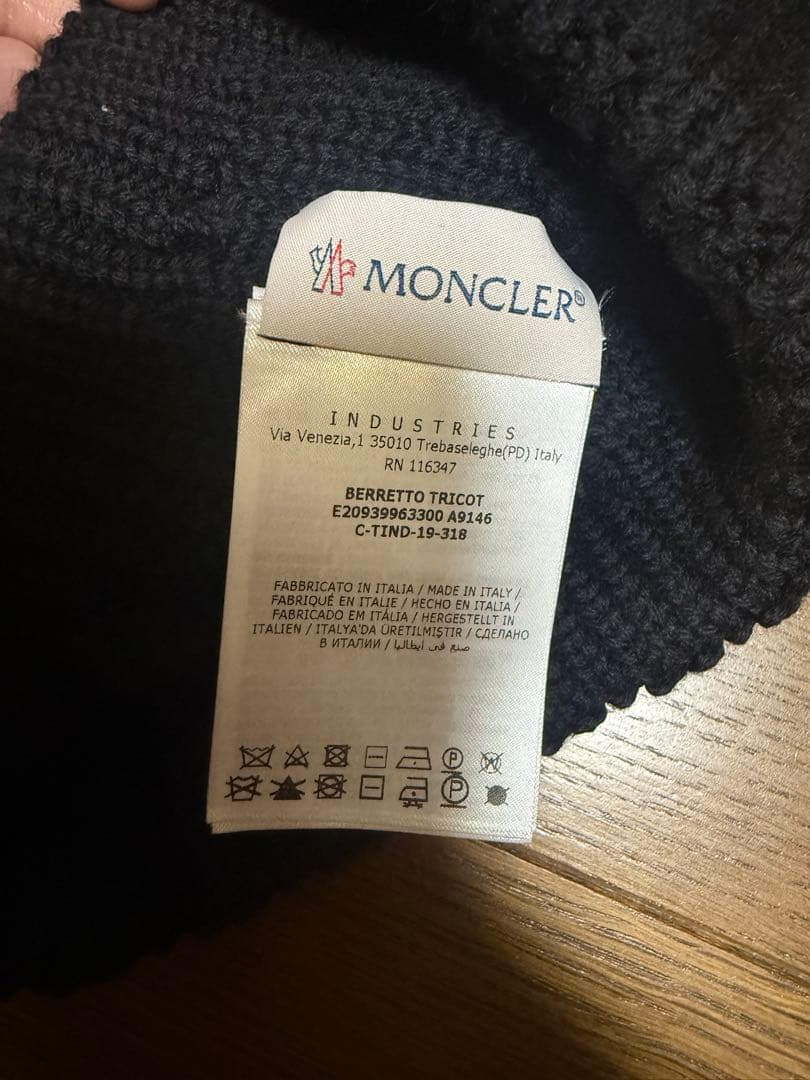 MONCLER®
INDUSTRIES
Via Venezia,1 35010 Trebaseleghe(PD) Italy
RN 116347
BERRETTO TRICOT
E20939963300 A9146
C-TIND-19-318
FABBRICATO IN ITALIA / MADE IN ITALY /
FABRIQUÉ EN ITALIE / HECHO EN ITALIA /
FABRICADO EM ITÁLIA / HERGESTELLT IN
ITALIEN / ITALYA'DA ÜRETILMIŞTIR / СДЕЛАНО
В ИТАЛИИ / صنع في ايطاليا
P W
P